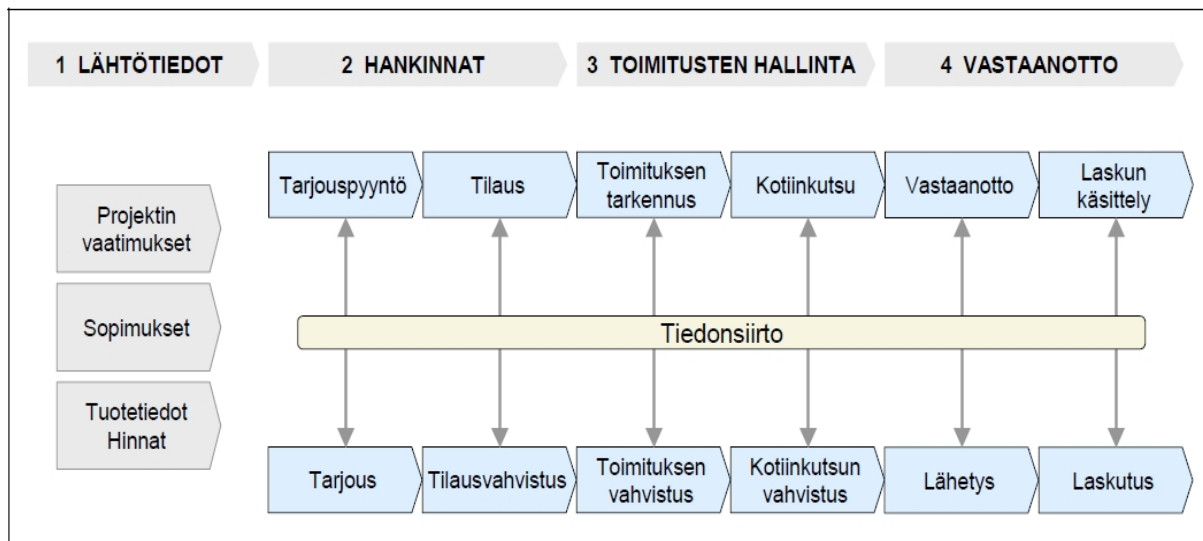 1 LÄHTÖTIEDOT
2 HANKINNAT
3 TOIMITUSTEN HALLINTA
4 VASTAANOTTO
Projektin
vaatimukset
Sopimukset
Tuotetiedot
Hinnat
Tarjouspyyntö
Tilaus
Toimituksen
tarkennus
Kotiinkutsu
Vastaanotto
Laskun
käsittely
Tiedonsiirto
Tarjous
Tilausvahvistus
Toimituksen
vahvistus
Kotiinkutsun
vahvistus
Lähetys
Laskutus